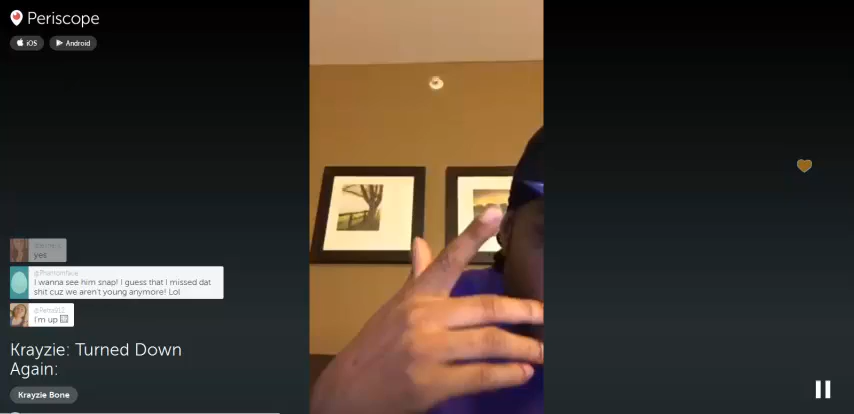 Periscope
iOS
Android
yes
I wanna see him snap! I guess that I missed dat
shit cuz we aren't young anymore! Lol
I'm up
Krayzie: Turned Down
Again:
Krayzie Bone